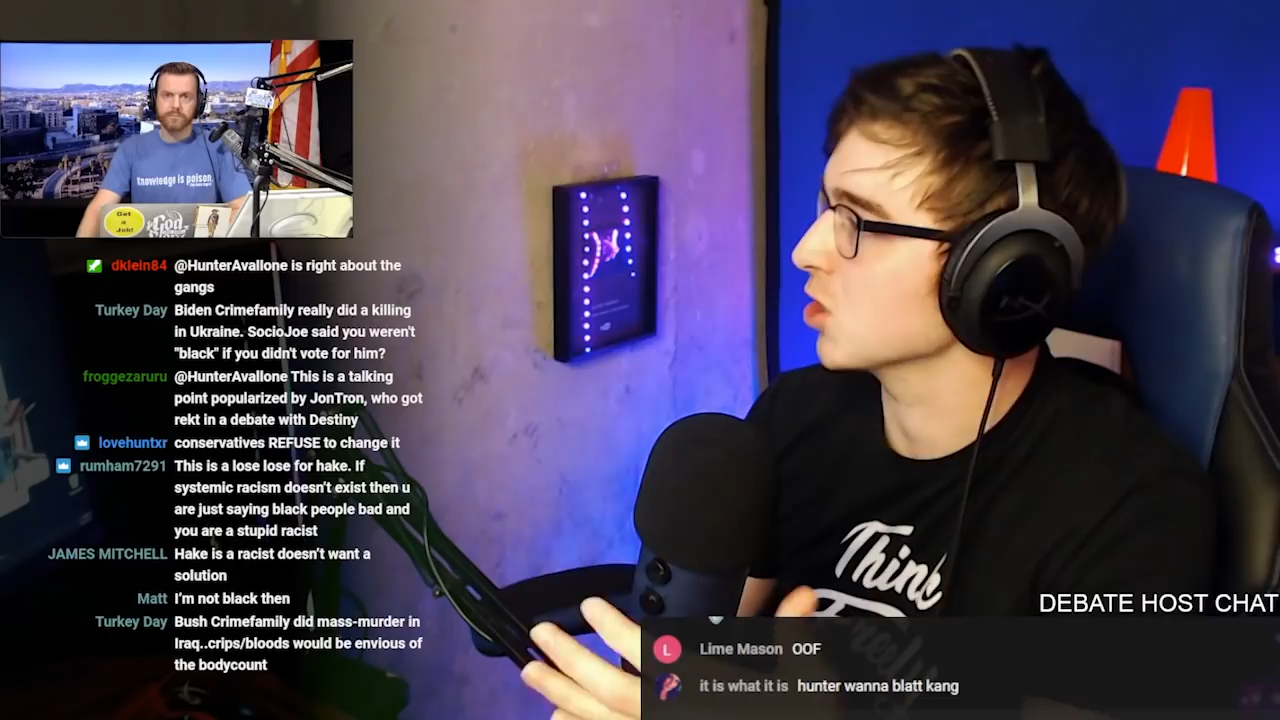 Knowledge is poison.
Get
a
Job!
God
dklein84 @HunterAvallone is right about the
gangs
Turkey Day Biden Crimefamily really did a killing
in Ukraine. SocioJoe said you weren't
"black" if you didn't vote for him?
froggezaruru @HunterAvallone This is a talking
point popularized by JonTron, who got
rekt in a debate with Destiny
lovehuntxr conservatives REFUSE to change it
rumham7291 This is a lose lose for hake. If
systemic racism doesn’t exist then u
are just saying black people bad and
you are a stupid racist
JAMES MITCHELL Hake is a racist doesn’t want a
solution
Matt I’m not black then
Turkey Day Bush Crimefamily did mass-murder in
Iraq..crips/bloods would be envious of
the bodycount
Think
Freely
DEBATE HOST CHAT
L Lime Mason OOF
it is what it is hunter wanna blatt kang